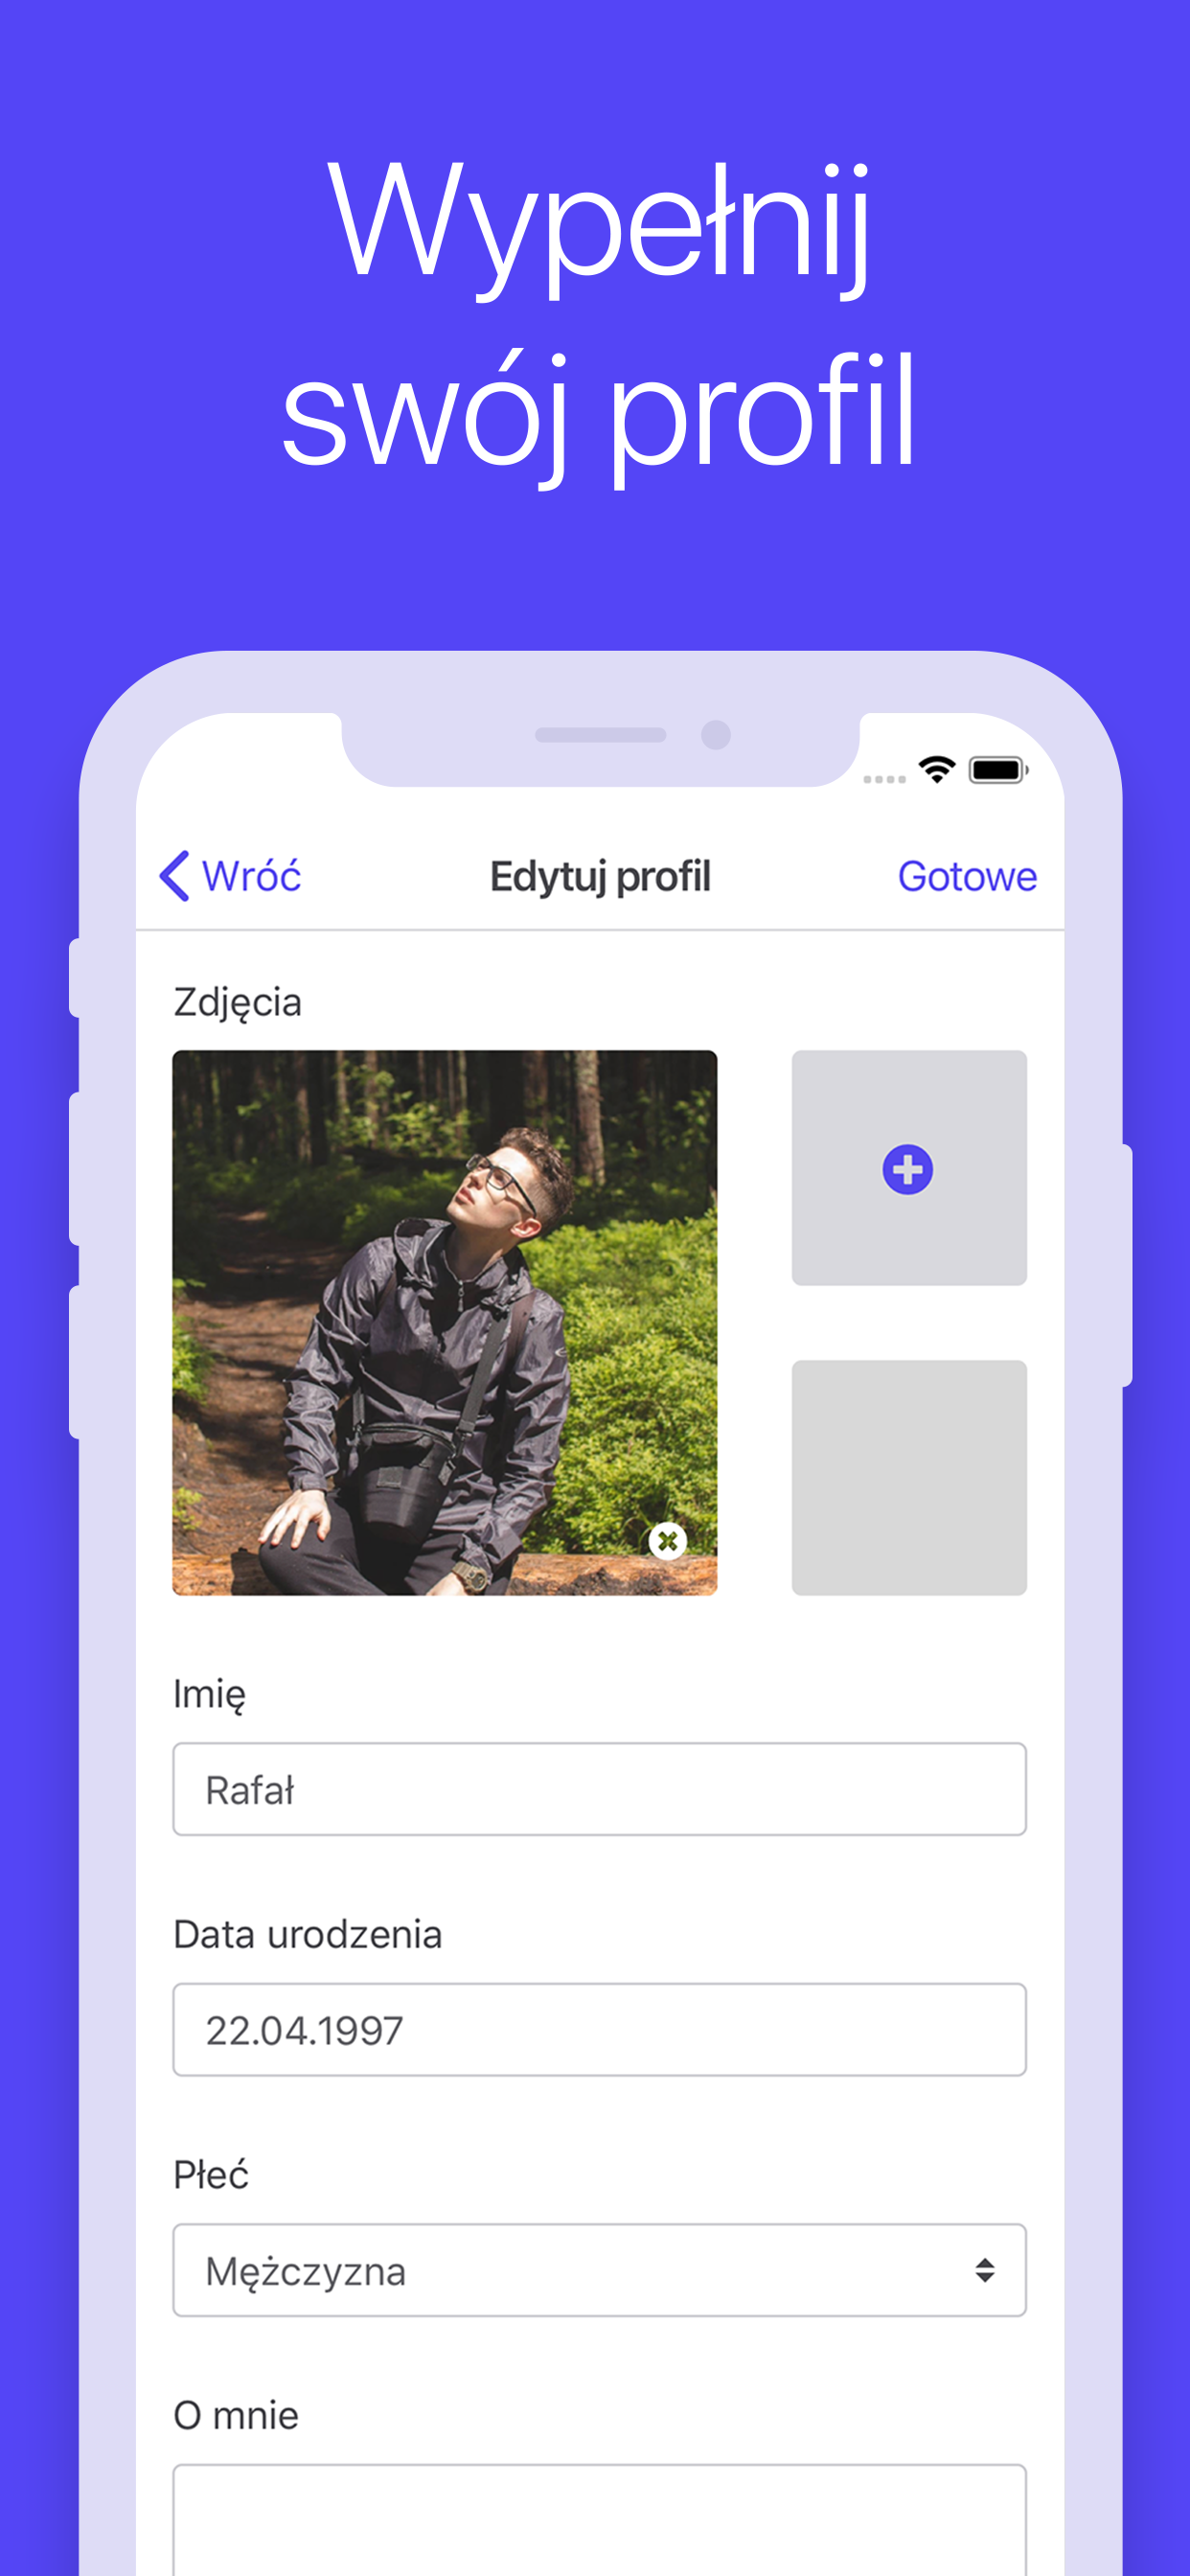 Wypełnij
swój profil
Wróć
Edytuj profil
Gotowe
Zdjęcia
Imię
Rafał
Data urodzenia
22.04.1997
Płeć
Mężczyzna
O mnie